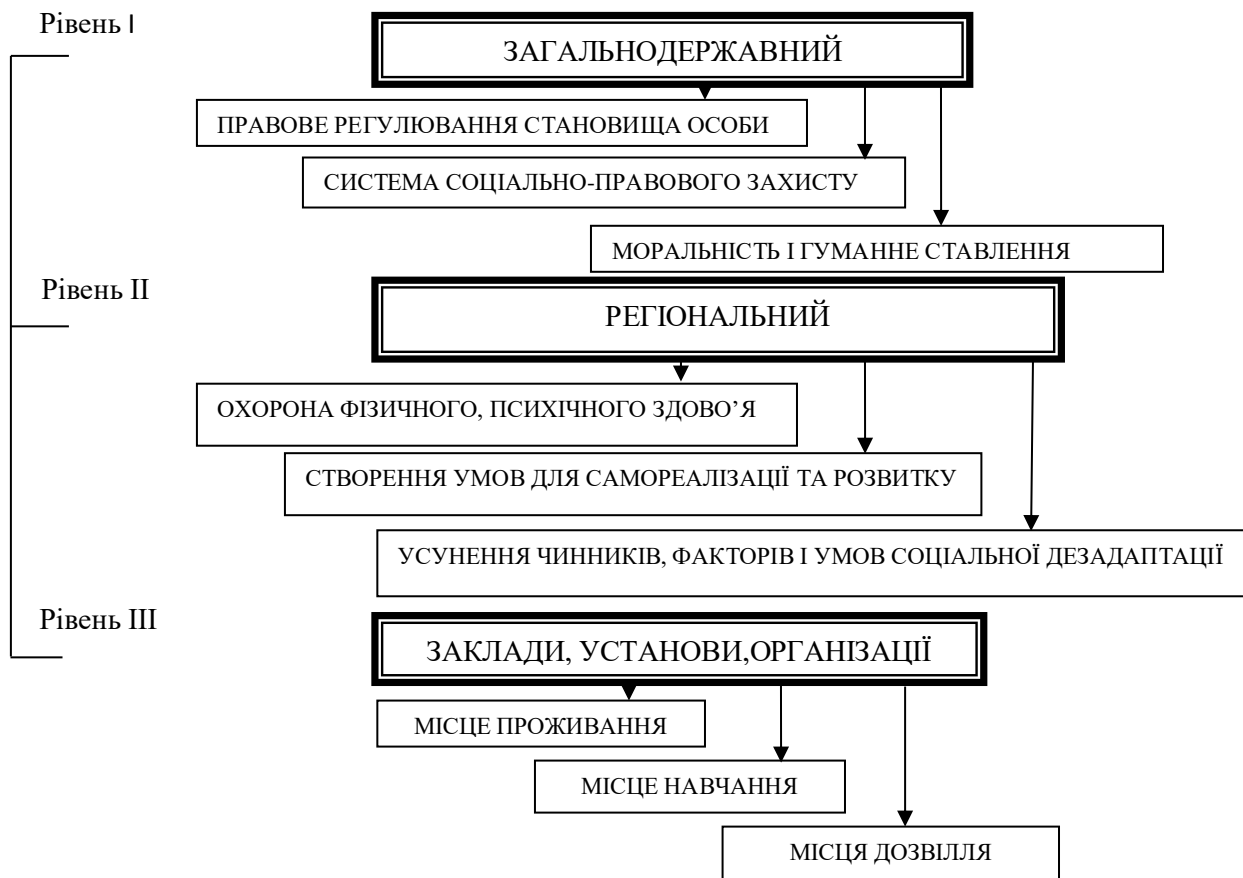 Рівень І
ЗАГАЛЬНОДЕРЖАВНИЙ
ПРАВОВЕ РЕГУЛЮВАННЯ СТАНОВИЩА ОСОБИ
СИСТЕМА СОЦІАЛЬНО-ПРАВОВОГО ЗАХИСТУ
МОРАЛЬНІСТЬ І ГУМАННЕ СТАВЛЕННЯ
Рівень ІІ
РЕГІОНАЛЬНИЙ
ОХОРОНА ФІЗИЧНОГО, ПСИХІЧНОГО ЗДОВО’Я
СТВОРЕННЯ УМОВ ДЛЯ САМОРЕАЛІЗАЦІЇ ТА РОЗВИТКУ
УСУНЕННЯ ЧИННИКІВ, ФАКТОРІВ І УМОВ СОЦІАЛЬНОЇ ДЕЗАДАПТАЦІЇ
Рівень ІІІ
ЗАКЛАДИ, УСТАНОВИ,ОРГАНІЗАЦІЇ
МІСЦЕ ПРОЖИВАННЯ
МІСЦЕ НАВЧАННЯ
МІСЦЯ ДОЗВІЛЛЯ